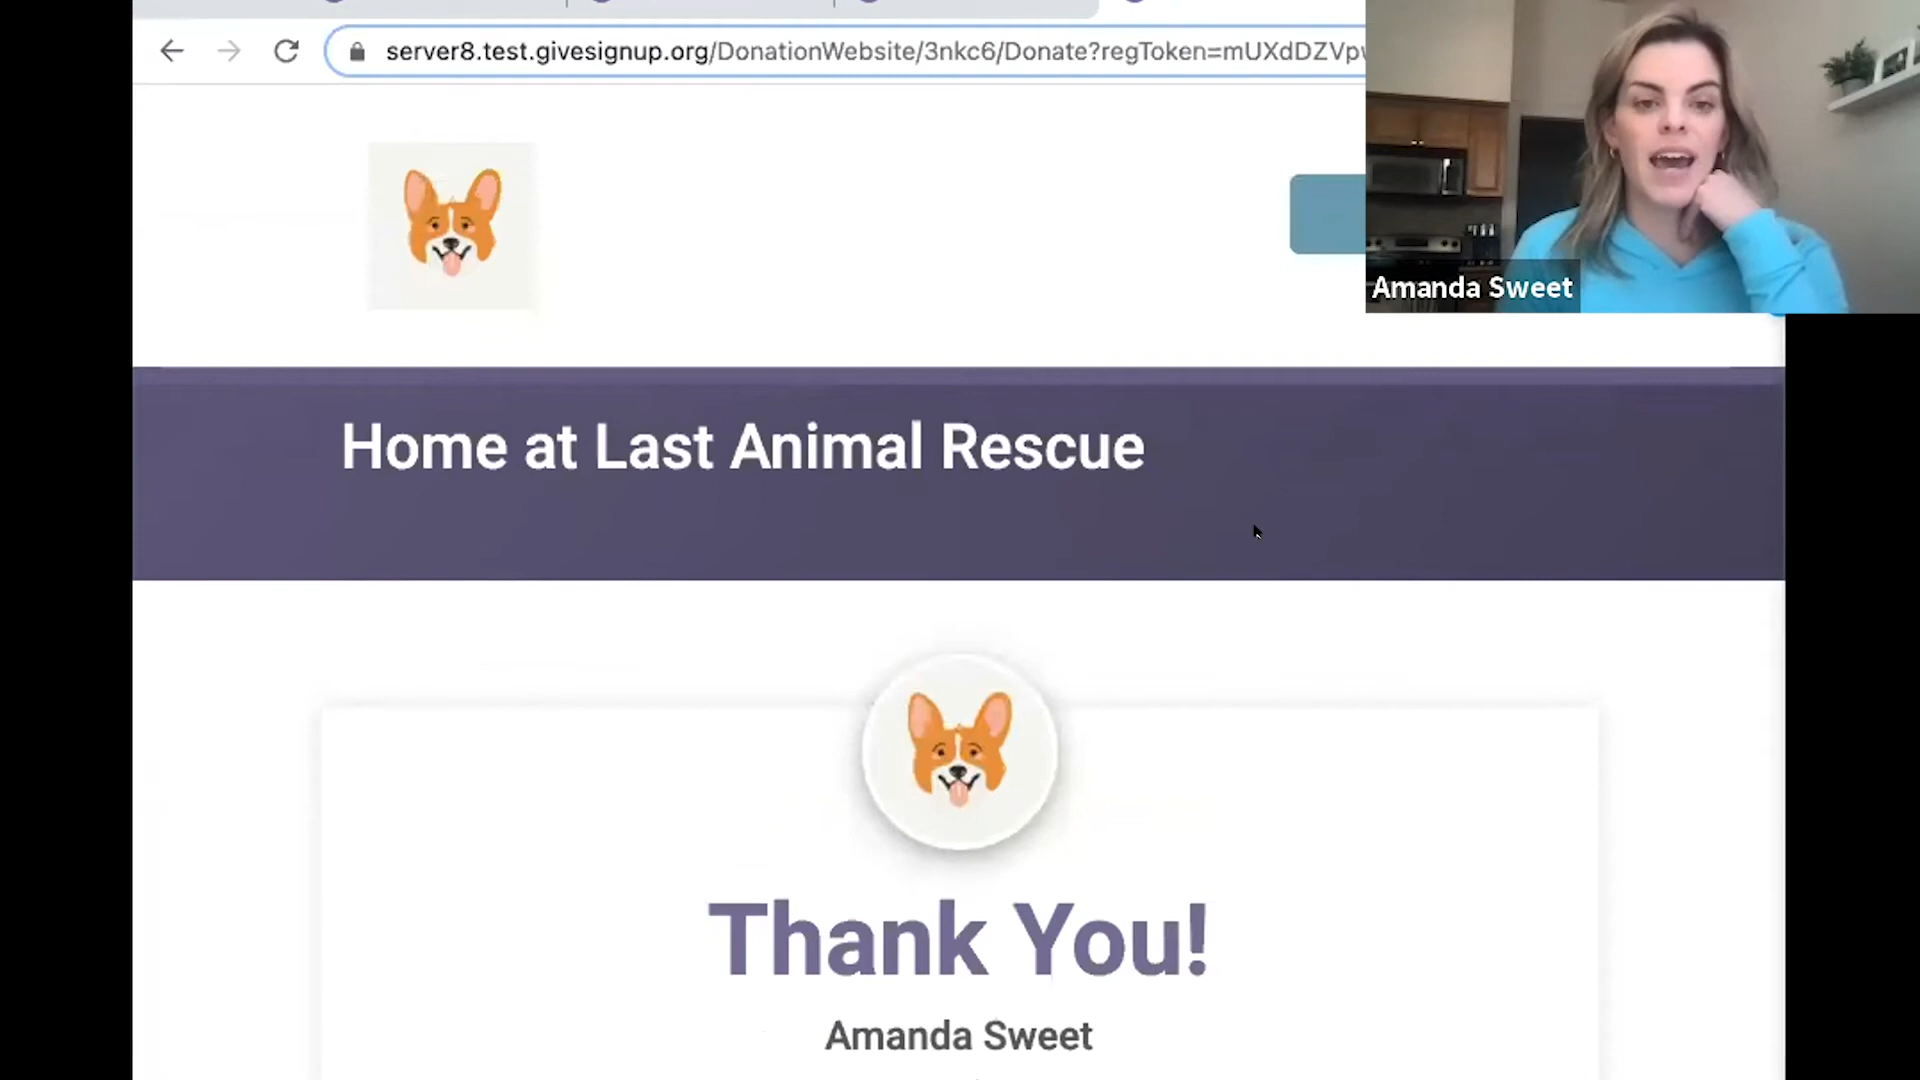 server8.test.givesignup.org/DonationWebsite/3nkc6/Donate?regToken=mUXdDZVp
Amanda Sweet
Home at Last Animal Rescue
Thank You!
Amanda Sweet